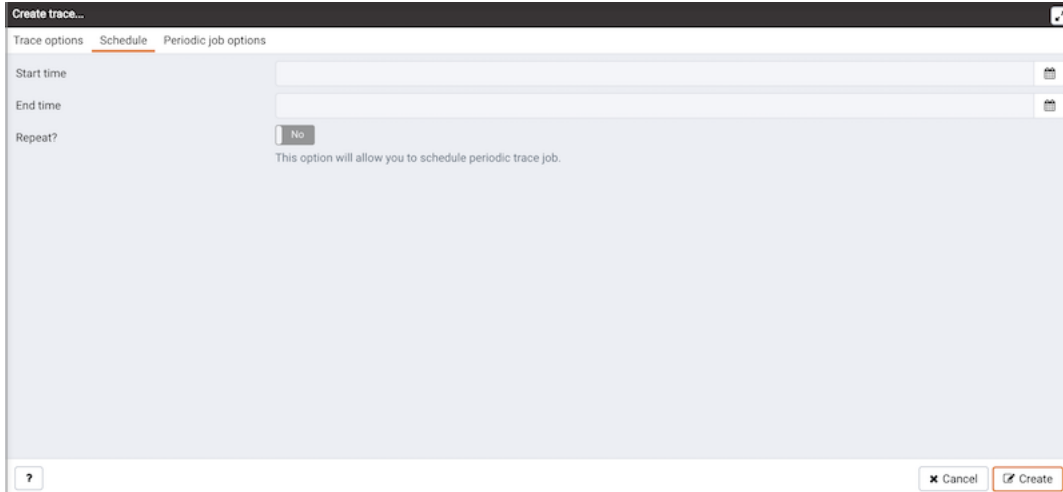 Create trace...
Trace options Schedule Periodic job options
Start time
End time
Repeat? No
This option will allow you to schedule periodic trace job.
? Cancel Create